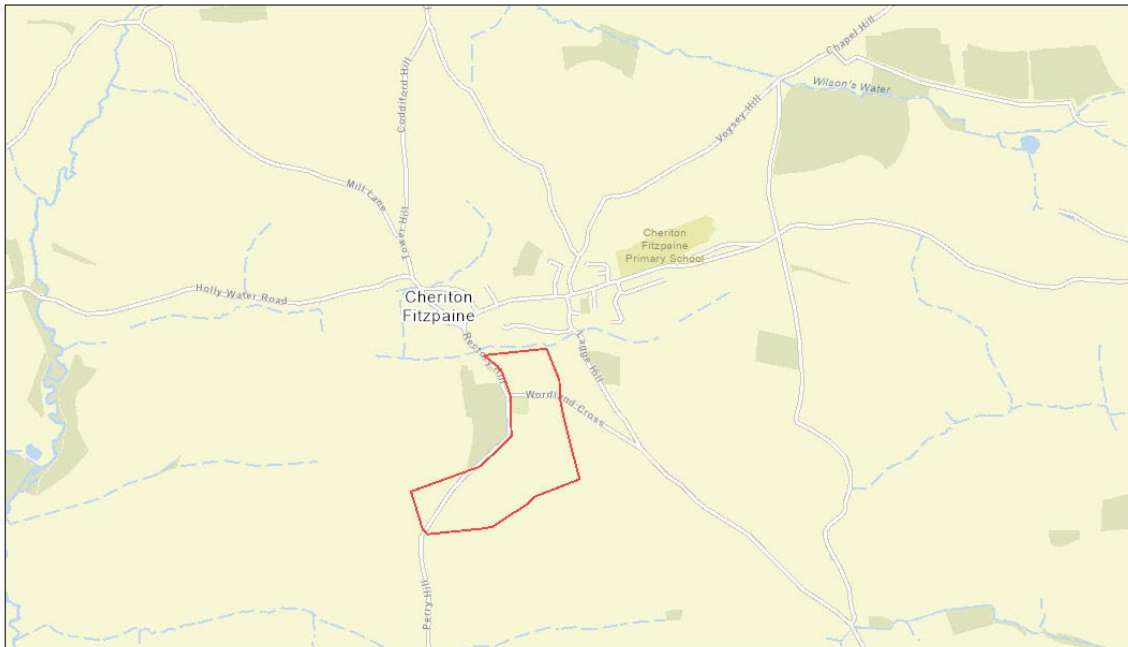 Chapel Hill
Wilson's Water
Coddiford Hill
Voysey Hill
Mill Lane
Tower Hill
Cheriton
Fitzpaine
Primary School
Holly Water Road
Cheriton
Fitzpaine
Rectory Hill
Lagge Hill
Wordland Cross
Perry Hill